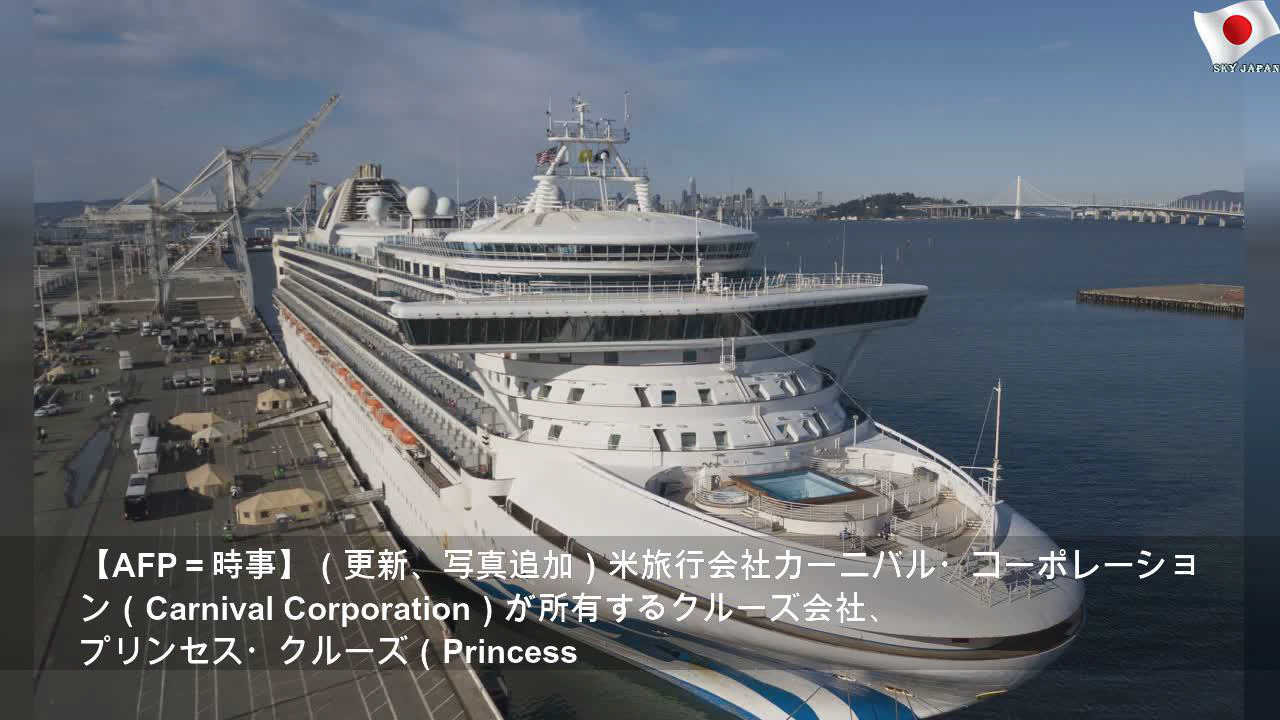 SKY JAPAN
【AFP＝時事】（更新、写真追加）米旅行会社カーニバル・コーポレーショ
ン（Carnival Corporation）が所有するクルーズ会社、
プリンセス・クルーズ（Princess